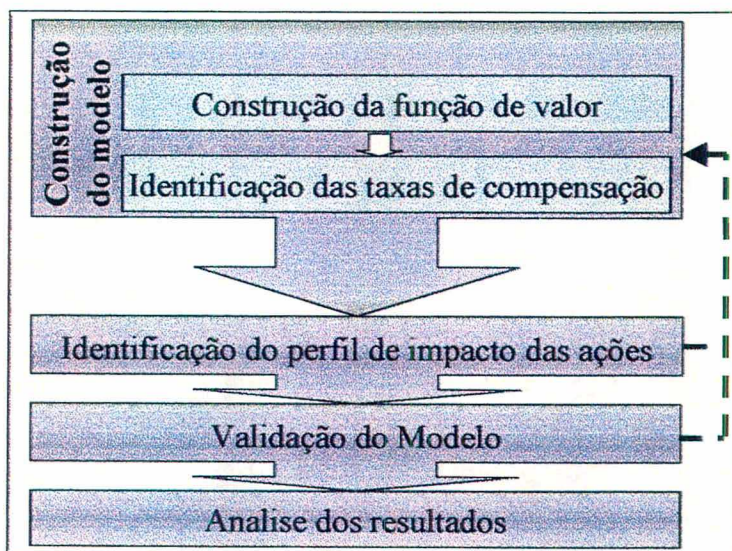 Construção
do modelo
Construção da função de valor
Identificação das taxas de compensação
Identificação do perfil de impacto das ações
Validação do Modelo
Analise dos resultados